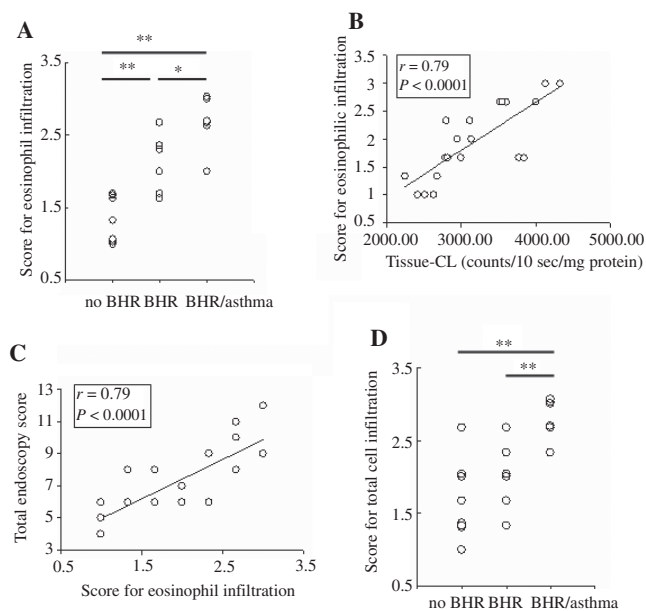 A
**
**
*
3.5
2.5
1.5
0.5
Score for eosinophil infiltration
no BHR BHR BHR/asthma
B
r = 0.79
P < 0.0001
3.5
3
2.5
2
1.5
1
0.5
Score for eosinophilic infiltration
2000.00 3000.00 4000.00 5000.00
Tissue-CL (counts/10 sec/mg protein)
C
r = 0.79
P < 0.0001
13
11
9
7
5
3
Total endoscopy score
0.5 1.5 2.5 3.5
Score for eosinophil infiltration
D
**
**
3.5
2.5
1.5
0.5
Score for total cell infiltration
no BHR BHR BHR/asthma